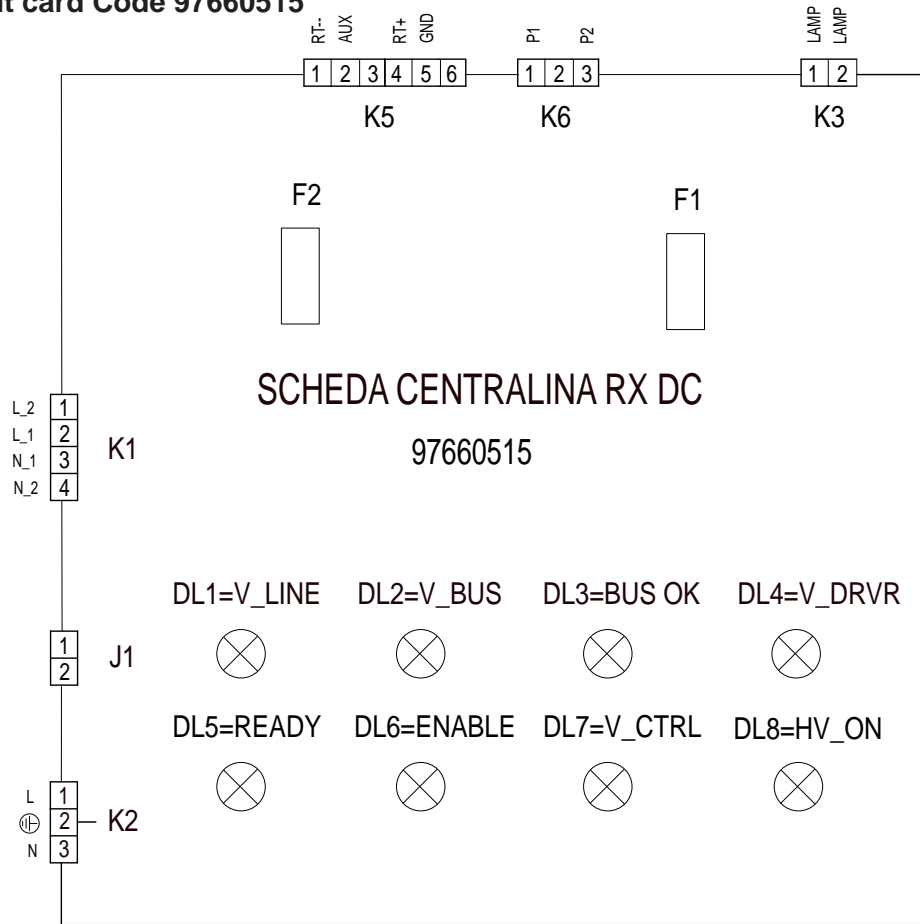 card Code 97660515
RT-- AUX RT+ GND P1 P2 LAMP LAMP
1 2 3 4 5 6 1 2 3 1 2
K5 K6 K3
F2 F1
SCHEDA CENTRALINA RX DC
97660515
L_2 1
L_1 2
N_1 3
N_2 4
K1
DL1=V_LINE DL2=V_BUS DL3=BUS OK DL4=V_DRVR
1
2
J1
DL5=READY DL6=ENABLE DL7=V_CTRL DL8=HV_ON
L 1
2 K2
N 3